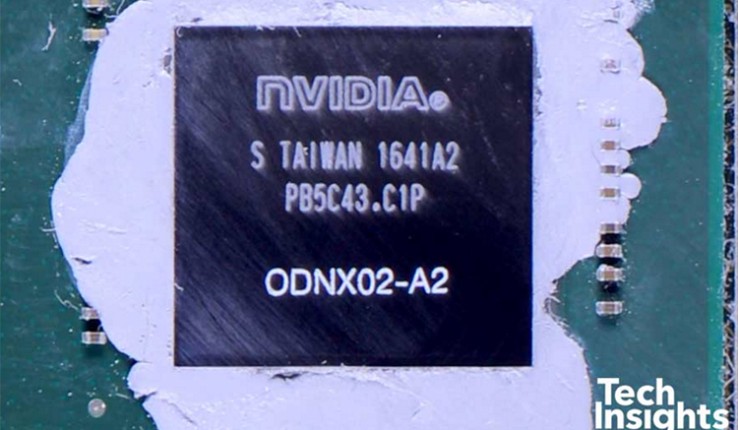 NVIDIA®
S TAIWAN 1641A2
PB5C43.C1P
ODNX02-A2
Tech
Insights